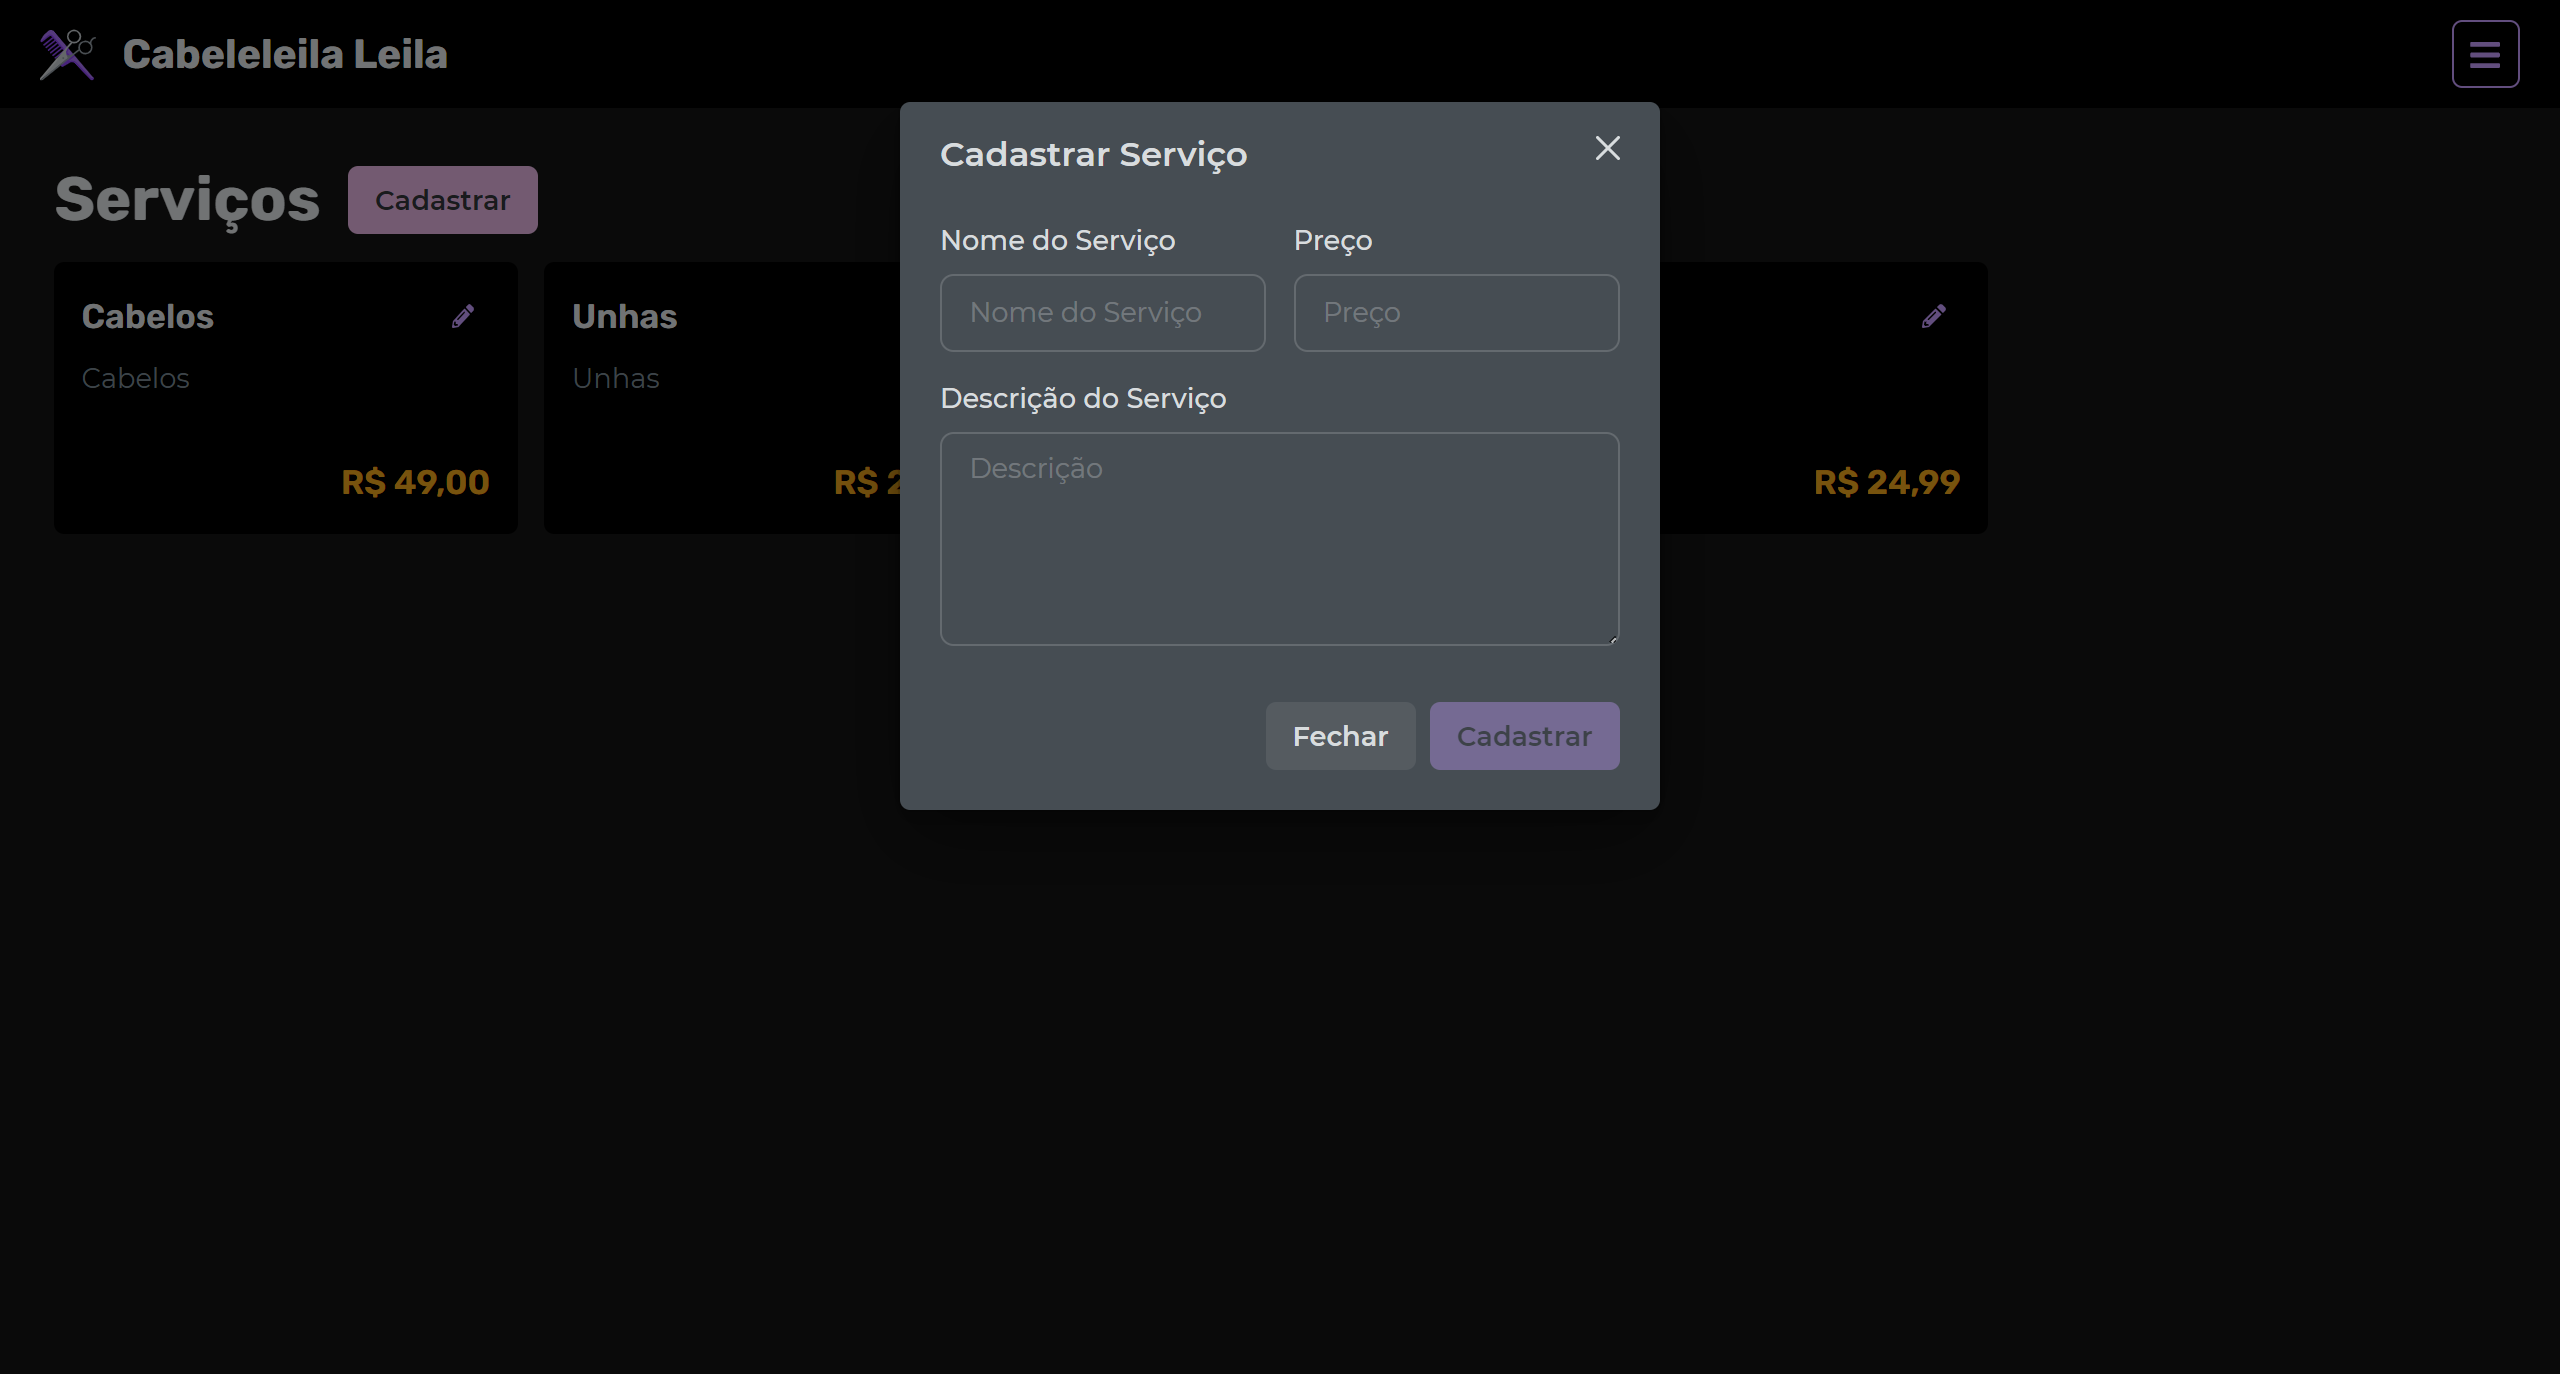 Cabeleleila Leila
Serviços
Cadastrar
Cabelos
Cabelos
R$ 49,00
Unhas
Unhas
R$ 2
R$ 24,99
Cadastrar Serviço
Nome do Serviço
Preço
Nome do Serviço
Preço
Descrição do Serviço
Descrição
Fechar
Cadastrar